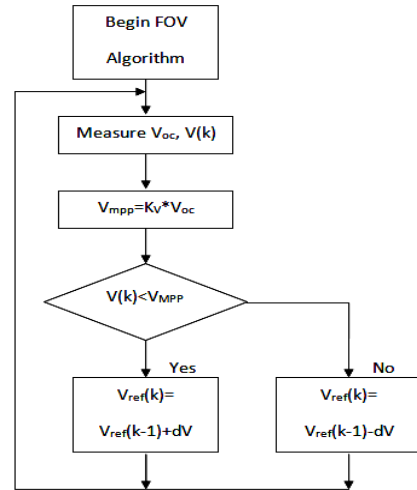 Begin FOV
Algorithm
Measure Voc, V(k)
Vmpp=KV*Voc
V(k)<VMPP
Yes
No
Vref(k)=
Vref(k-1)+dV
Vref(k)=
Vref(k-1)-dV